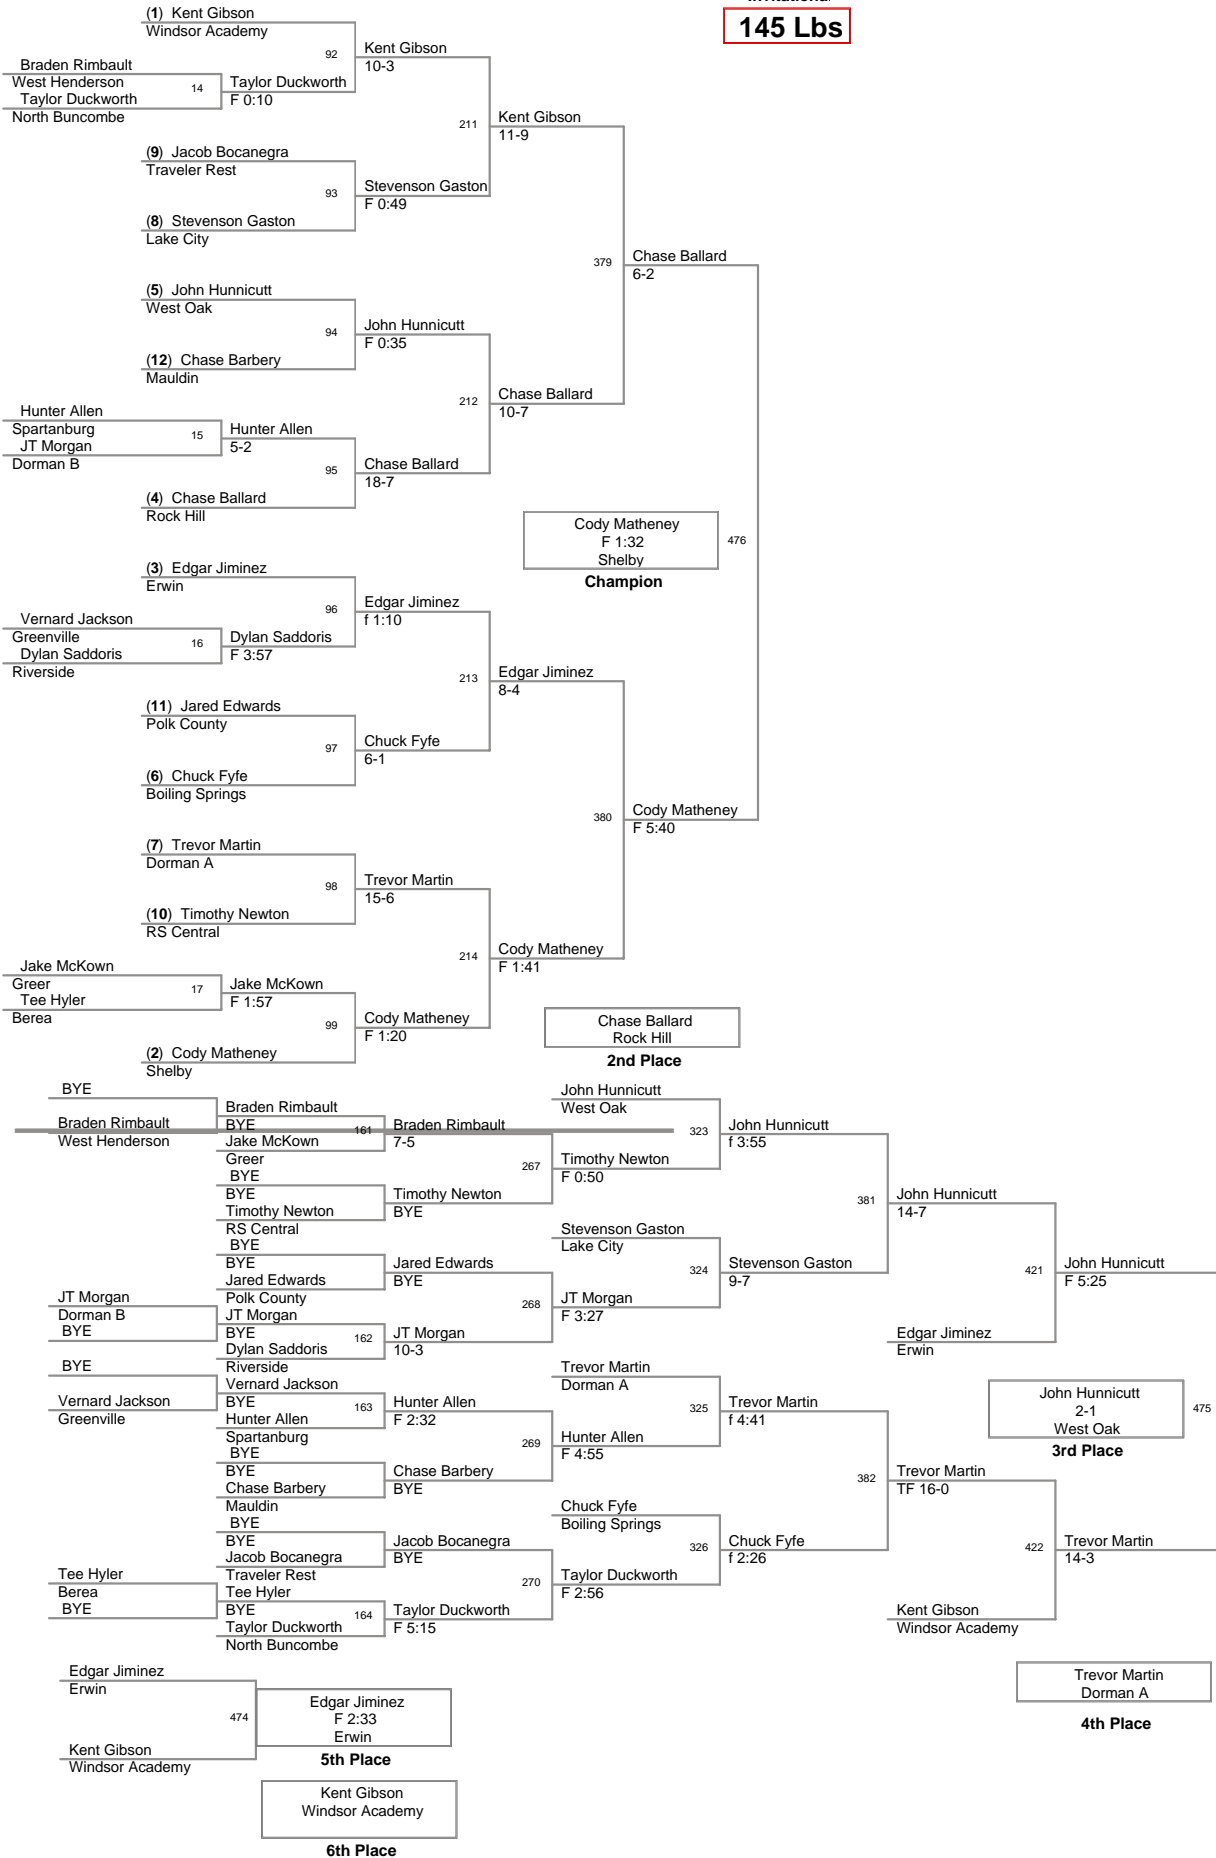 145 Lbs
(1) Kent Gibson
Windsor Academy
92
Kent Gibson
10-3
Braden Rimbault
West Henderson
14
Taylor Duckworth
F 0:10
Taylor Duckworth
North Buncombe
211
Kent Gibson
11-9
(9) Jacob Bocanegra
Traveler Rest
93
Stevenson Gaston
F 0:49
(8) Stevenson Gaston
Lake City
379
Chase Ballard
6-2
(5) John Hunnicutt
West Oak
94
John Hunnicutt
F 0:35
(12) Chase Barbery
Mauldin
212
Chase Ballard
10-7
Hunter Allen
Spartanburg
15
Hunter Allen
5-2
JT Morgan
Dorman B
95
Chase Ballard
18-7
(4) Chase Ballard
Rock Hill
Cody Matheney
F 1:32
Shelby
476
Champion
(3) Edgar Jiminez
Erwin
96
Edgar Jiminez
f 1:10
Vernard Jackson
Greenville
16
Dylan Saddoris
F 3:57
Dylan Saddoris
Riverside
213
Edgar Jiminez
8-4
(11) Jared Edwards
Polk County
97
Chuck Fyfe
6-1
(6) Chuck Fyfe
Boiling Springs
380
Cody Matheney
F 5:40
(7) Trevor Martin
Dorman A
98
Trevor Martin
15-6
(10) Timothy Newton
RS Central
214
Cody Matheney
F 1:41
Jake McKown
Greer
17
Jake McKown
F 1:57
Tee Hyler
Berea
99
Cody Matheney
F 1:20
(2) Cody Matheney
Shelby
Chase Ballard
Rock Hill
2nd Place
BYE
Braden Rimbault
West Henderson
Braden Rimbault
BYE
161
Jake McKown
Greer
Braden Rimbault
7-5
BYE
BYE
Timothy Newton
RS Central
Timothy Newton
BYE
267
Timothy Newton
F 0:50
John Hunnicutt
West Oak
323
John Hunnicutt
f 3:55
BYE
BYE
Jared Edwards
Polk County
Jared Edwards
BYE
JT Morgan
Dorman B
BYE
JT Morgan
BYE
162
Dylan Saddoris
Riverside
JT Morgan
10-3
268
JT Morgan
F 3:27
Stevenson Gaston
Lake City
324
Stevenson Gaston
9-7
381
John Hunnicutt
14-7
Edgar Jiminez
Erwin
421
John Hunnicutt
F 5:25
BYE
Vernard Jackson
Greenville
Vernard Jackson
BYE
163
Hunter Allen
Spartanburg
Hunter Allen
F 2:32
BYE
BYE
Chase Barbery
Mauldin
Chase Barbery
BYE
269
Hunter Allen
F 4:55
Trevor Martin
Dorman A
325
Trevor Martin
f 4:41
John Hunnicutt
2-1
West Oak
475
3rd Place
BYE
BYE
Jacob Bocanegra
Traveler Rest
Jacob Bocanegra
BYE
Tee Hyler
Berea
BYE
Tee Hyler
BYE
164
Taylor Duckworth
North Buncombe
Taylor Duckworth
F 5:15
270
Taylor Duckworth
F 2:56
Chuck Fyfe
Boiling Springs
326
Chuck Fyfe
f 2:26
382
Trevor Martin
TF 16-0
Kent Gibson
Windsor Academy
422
Trevor Martin
14-3
Trevor Martin
Dorman A
4th Place
Edgar Jiminez
Erwin
474
Kent Gibson
Windsor Academy
Edgar Jiminez
F 2:33
Erwin
5th Place
Kent Gibson
Windsor Academy
6th Place